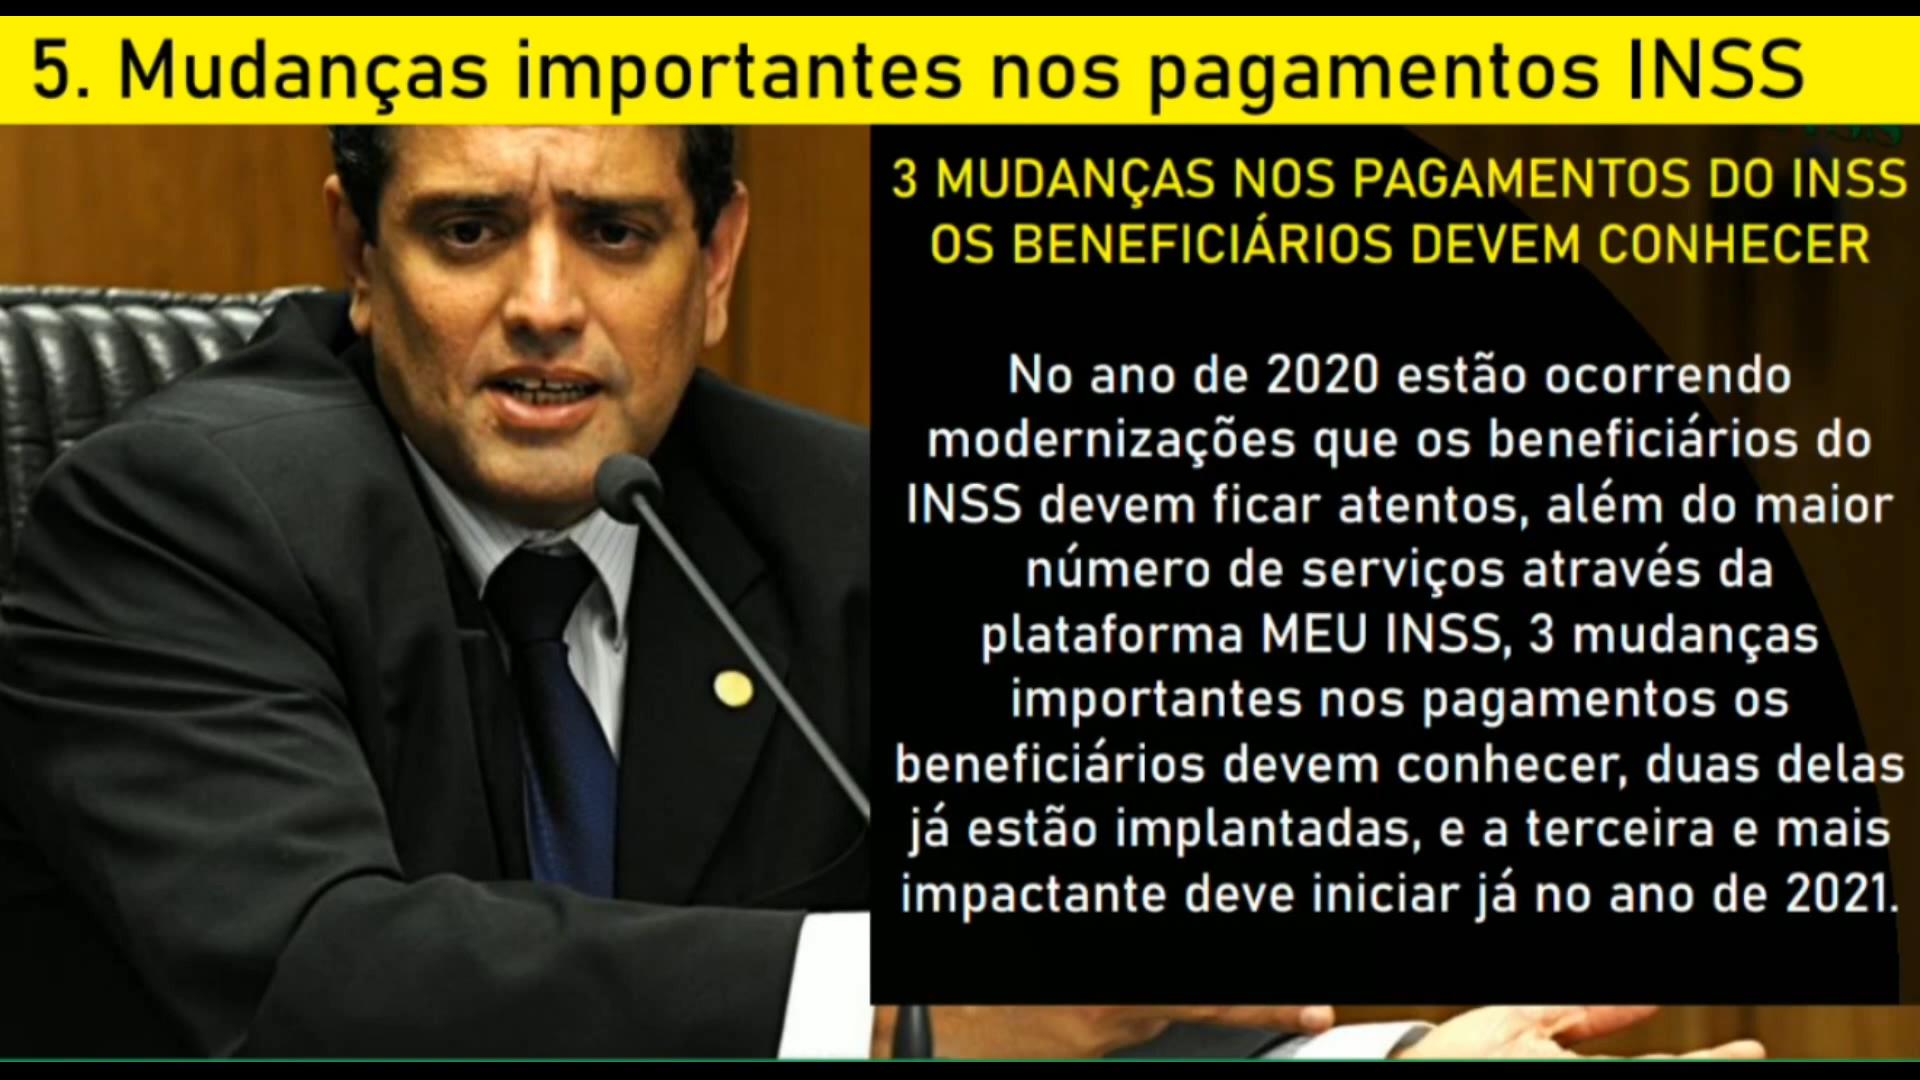 5. Mudanças importantes nos pagamentos INSS
3 MUDANÇAS NOS PAGAMENTOS DO INSS
OS BENEFICIÁRIOS DEVEM CONHECER
No ano de 2020 estão ocorrendo
modernizações que os beneficiários do
INSS devem ficar atentos, além do maior
número de serviços através da
plataforma MEU INSS, 3 mudanças
importantes nos pagamentos os
beneficiários devem conhecer, duas delas
já estão implantadas, e a terceira e mais
impactante deve iniciar já no ano de 2021.